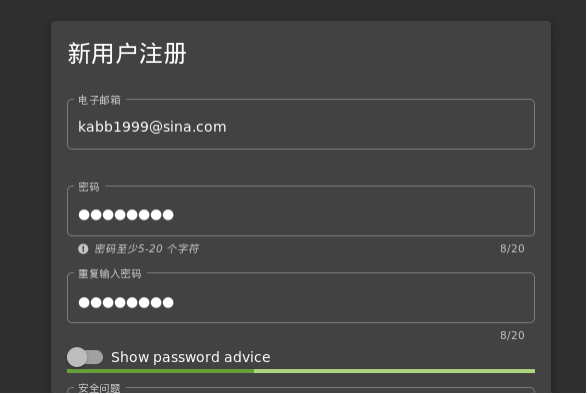 新用户注册
电子邮箱
kabb1999@sina.com
密码
●●●●●●●●
密码至少5-20 个字符 8/20
重复输入密码
●●●●●●●●
8/20
Show password advice
安全问题